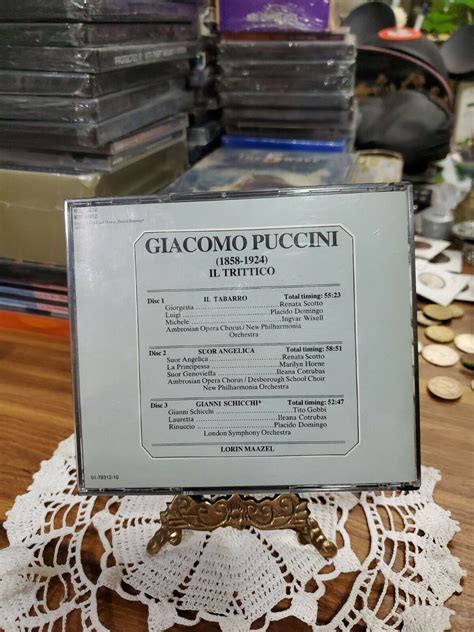 GIACOMO PUCCINI
(1858-1924)
IL TRITTICO
Disc 1 IL TABARRO Total timing: 55:23
Giorgetta Renata Scotto
Luigi Placido Domingo
Michele Ingvar Wixell
Ambrosian Opera Chorus/New Philharmonia
Orchestra
Disc 2 SUOR ANGELICA Total timing: 58:51
Suor Angelica Renata Scotto
La Principessa Marilyn Horne
Suor Genovieffa Ileana Cotrubas
Ambrosian Opera Chorus/Desborough School Choir
New Philharmonia Orchestra
Disc 3 GIANNI SCHICCHI* Total timing: 52:47
Gianni Schicchi Tito Gobbi
Lauretta Ileana Cotrubas
Rinuccio Placido Domingo
London Symphony Orchestra
LORIN MAAZEL
51-79312-10